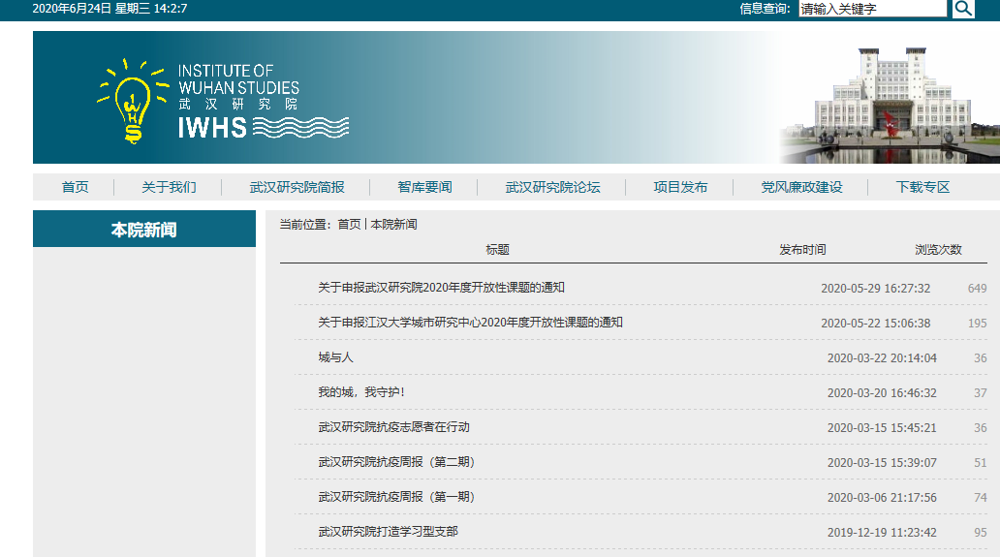 2020年6月24日 星期三 14:2:7 信息查询: 请输入关键字
INSTITUTE OF
WUHAN STUDIES
武汉研究院
IWHS
首页 关于我们 武汉研究院简报 智库要闻 武汉研究院论坛 项目发布 党风廉政建设 下载专区
本院新闻
当前位置：首页 | 本院新闻
标题 发布时间 浏览次数
关于申报武汉研究院2020年度开放性课题的通知 2020-05-29 16:27:32 649
关于申报江汉大学城市研究中心2020年度开放性课题的通知 2020-05-22 15:06:38 195
城与人 2020-03-22 20:14:04 36
我的城，我守护！ 2020-03-20 16:46:32 37
武汉研究院抗疫志愿者在行动 2020-03-15 15:45:21 36
武汉研究院抗疫周报（第二期） 2020-03-15 15:39:07 51
武汉研究院抗疫周报（第一期） 2020-03-06 21:17:56 74
武汉研究院打造学习型支部 2019-12-19 11:23:42 95